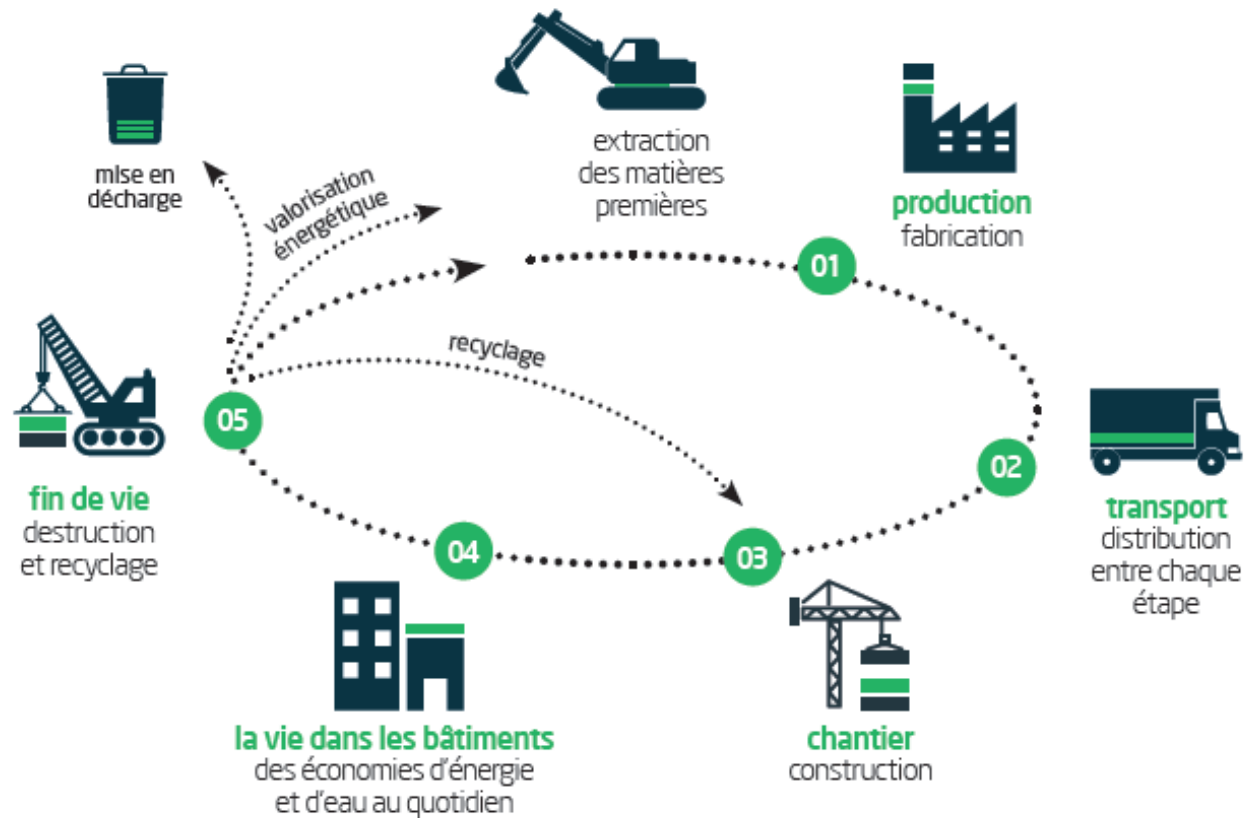 extraction
des matières
premières
01
production
fabrication
02
transport
distribution
entre chaque
étape
03
chantier
construction
04
la vie dans les bâtiments
des économies d'énergie
et d'eau au quotidien
05
fin de vie
destruction
et recyclage
mise en
décharge
valorisation
énergétique
recyclage